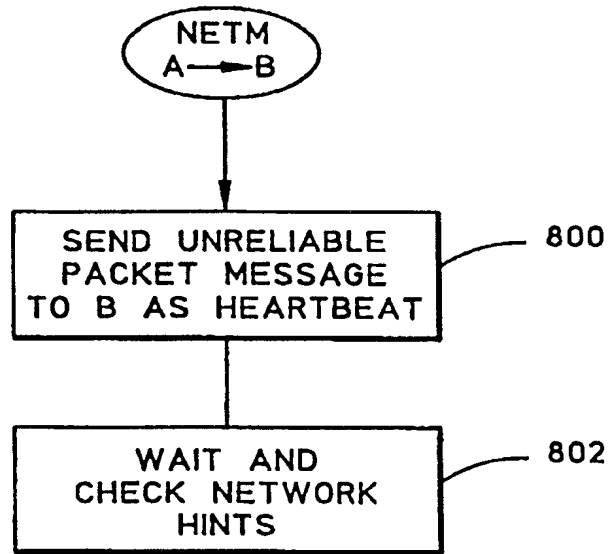 NETM
A B
SEND UNRELIABLE
PACKET MESSAGE
TO B AS HEARTBEAT
800
WAIT AND
CHECK NETWORK
HINTS
802